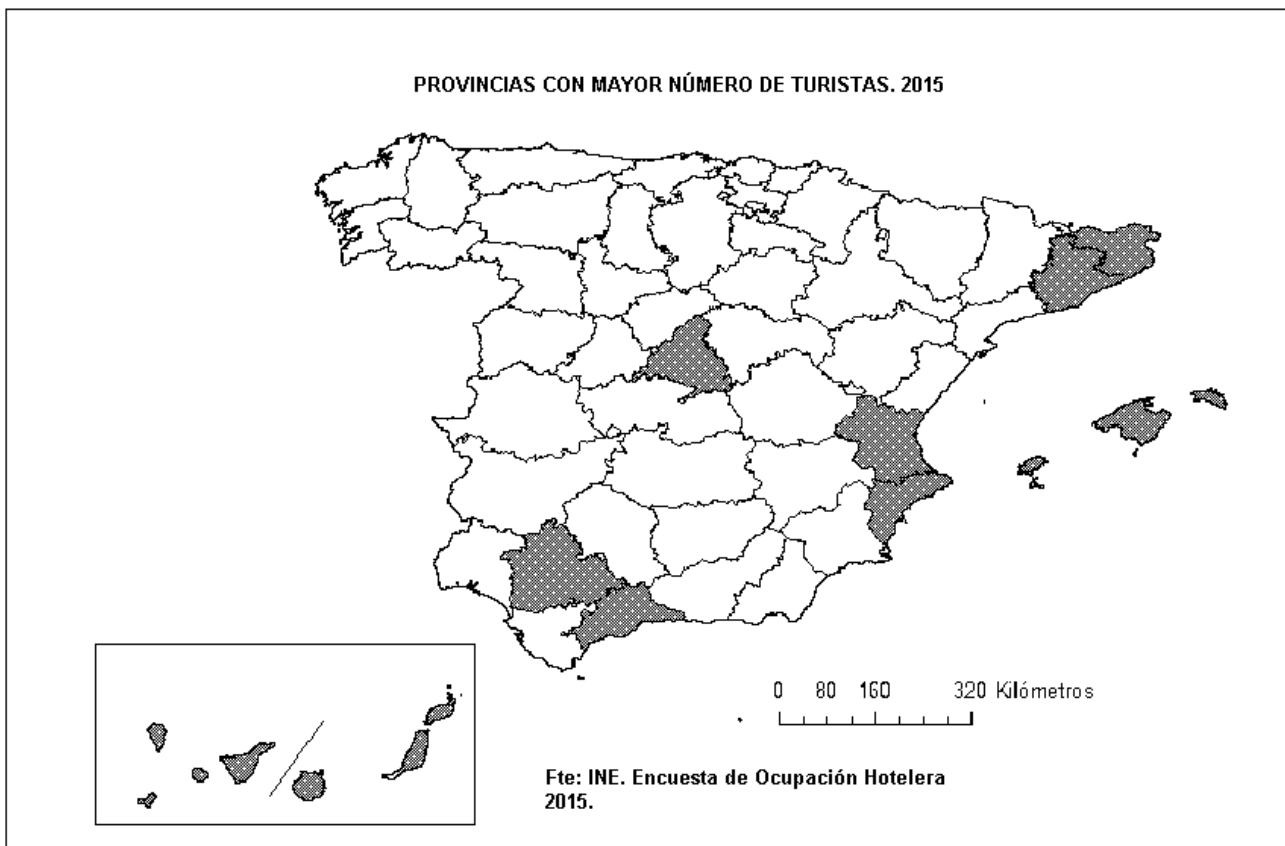 PROVINCIAS CON MAYOR NÚMERO DE TURISTAS. 2015
0 80 160 320 Kilómetros
Fte: INE. Encuesta de Ocupación Hotelera
2015.